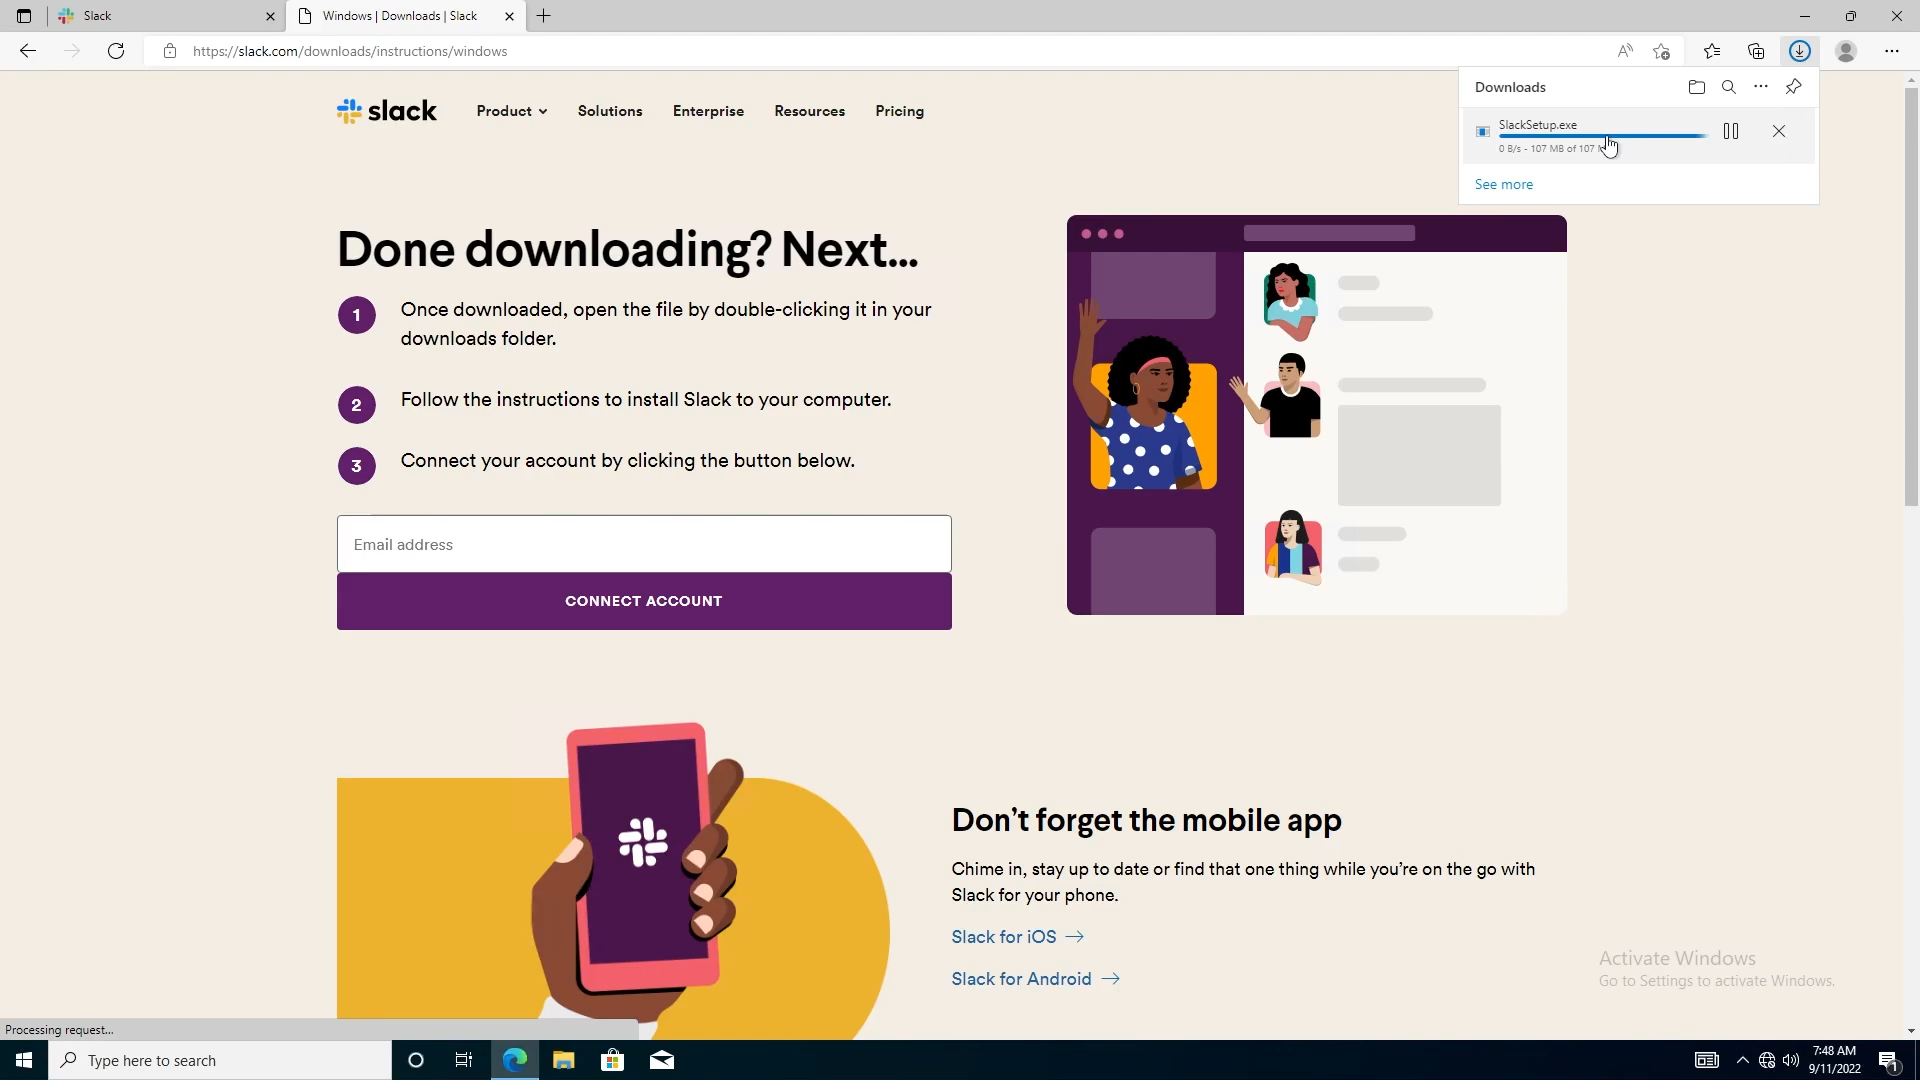 Slack
Windows | Downloads | Slack
https://slack.com/downloads/instructions/windows
Downloads
SlackSetup.exe
0 B/s - 107 MB of 107
See more
slack
Product
Solutions
Enterprise
Resources
Pricing
Done downloading? Next...
1
Once downloaded, open the file by double-clicking it in your
downloads folder.
2
Follow the instructions to install Slack to your computer.
3
Connect your account by clicking the button below.
Email address
CONNECT ACCOUNT
Don’t forget the mobile app
Chime in, stay up to date or find that one thing while you’re on the go with
Slack for your phone.
Slack for iOS →
Slack for Android →
Activate Windows
Go to Settings to activate Windows.
Processing request...
Type here to search
7:48 AM
9/11/2022
1